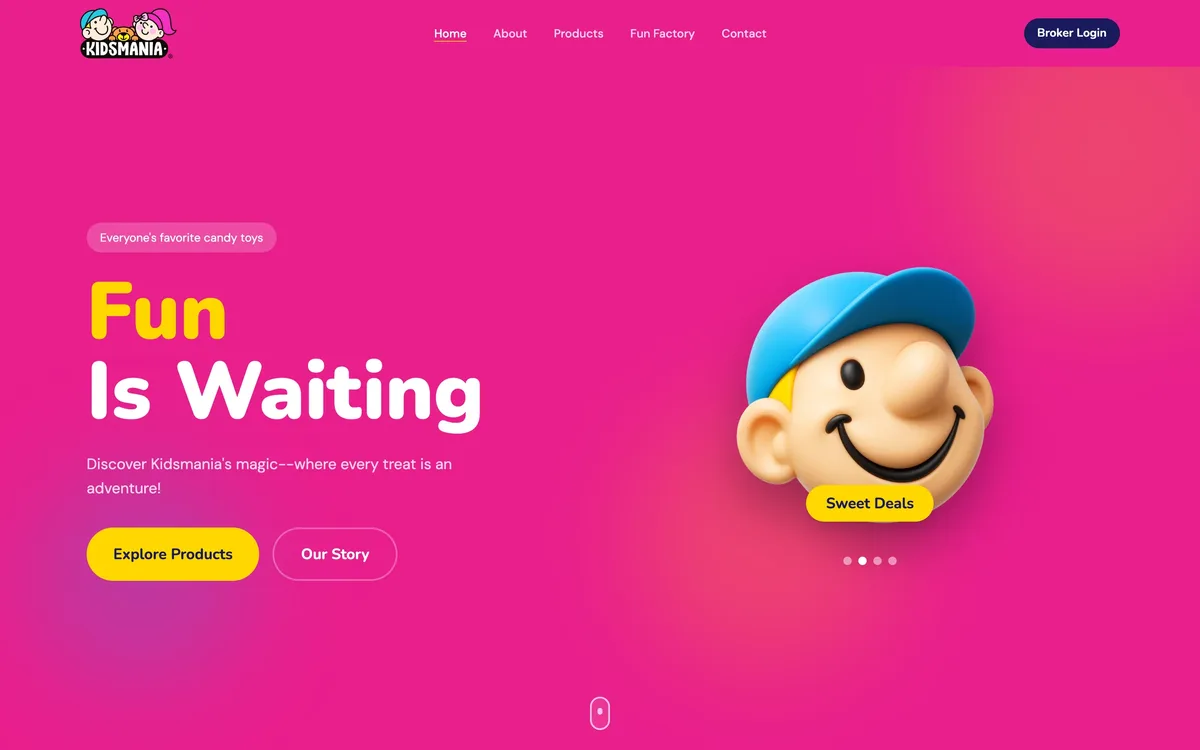 KIDSMANIA
Home
About
Products
Fun Factory
Contact
Broker Login
Everyone's favorite candy toys
Fun
Is Waiting
Discover Kidsmania's magic--where every treat is an
adventure!
Explore Products
Our Story
Sweet Deals